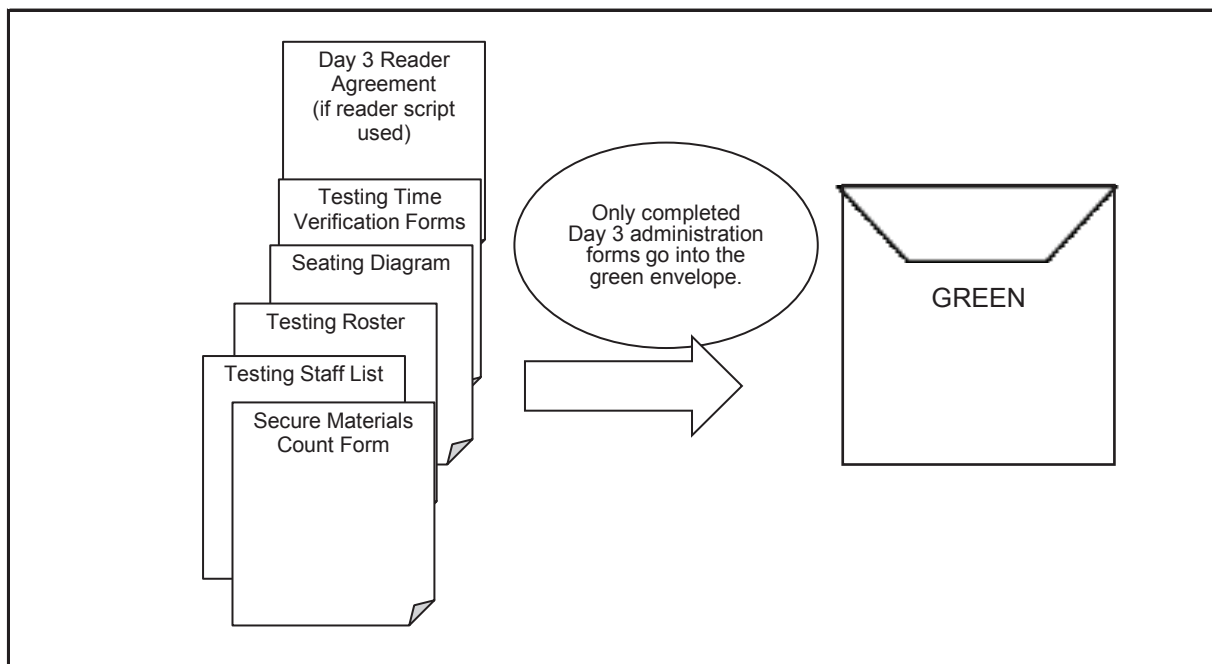 Day 3 Reader
Agreement
(if reader script
used)
Testing Time
Verification Forms
Seating Diagram
Testing Roster
Testing Staff List
Secure Materials
Count Form
Only completed
Day 3 administration
forms go into the
green envelope.
GREEN